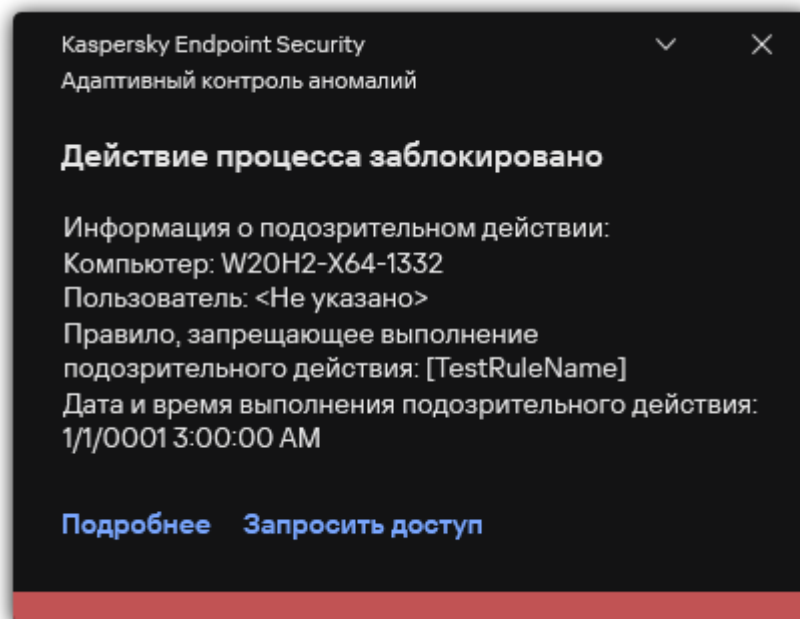 Kaspersky Endpoint Security
Адаптивный контроль аномалий
Действие процесса заблокировано
Информация о подозрительном действии:
Компьютер: W20H2-X64-1332
Пользователь: <Не указано>
Правило, запрещающее выполнение
подозрительного действия: [TestRuleName]
Дата и время выполнения подозрительного действия:
1/1/0001 3:00:00 AM
Подробнее Запросить доступ